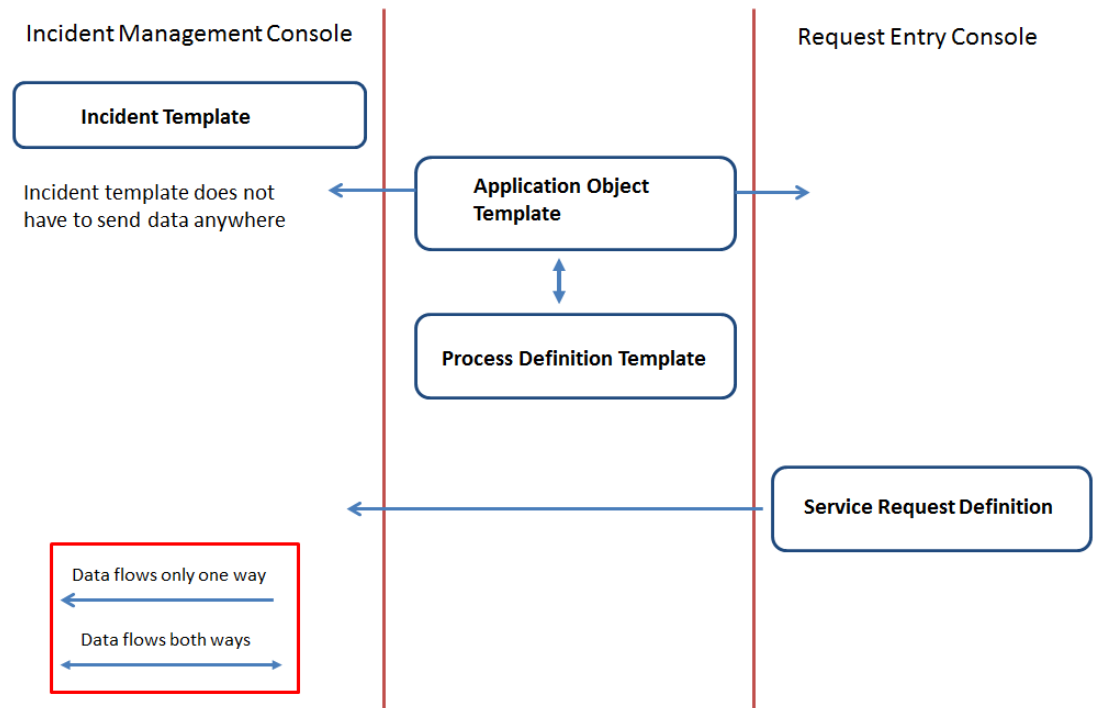 Incident Management Console
Request Entry Console
Incident Template
Incident template does not
have to send data anywhere
Application Object
Template
Process Definition Template
Service Request Definition
Data flows only one way
Data flows both ways